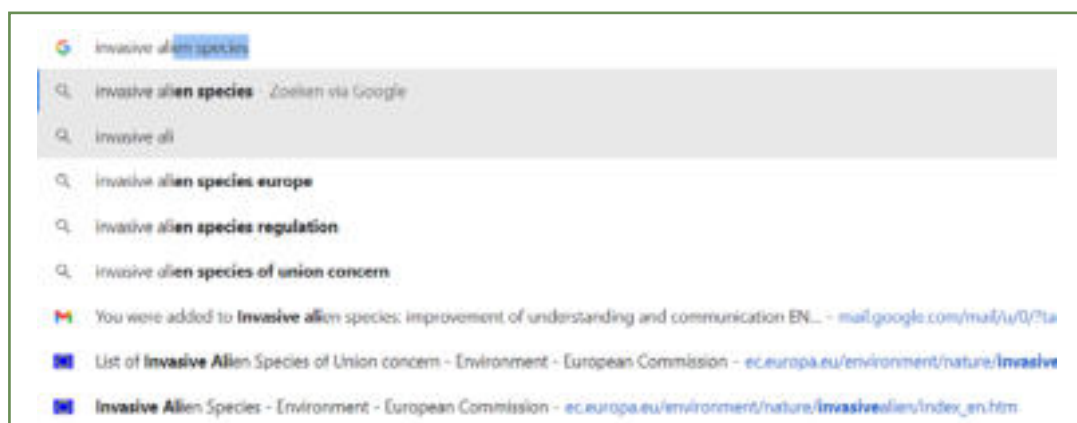 invasive alien species
invasive alien species - Zoeken via Google
invasive ali
invasive alien species europe
invasive alien species regulation
invasive alien species of union concern
You were added to Invasive alien species: improvement of understanding and communication EN... - mail.google.com/mail/u/0/?ta
List of Invasive Alien Species of Union concern - Environment - European Commission - ec.europa.eu/environment/nature/invasive
Invasive Alien Species - Environment - European Commission - ec.europa.eu/environment/nature/invasivealien/index_en.htm